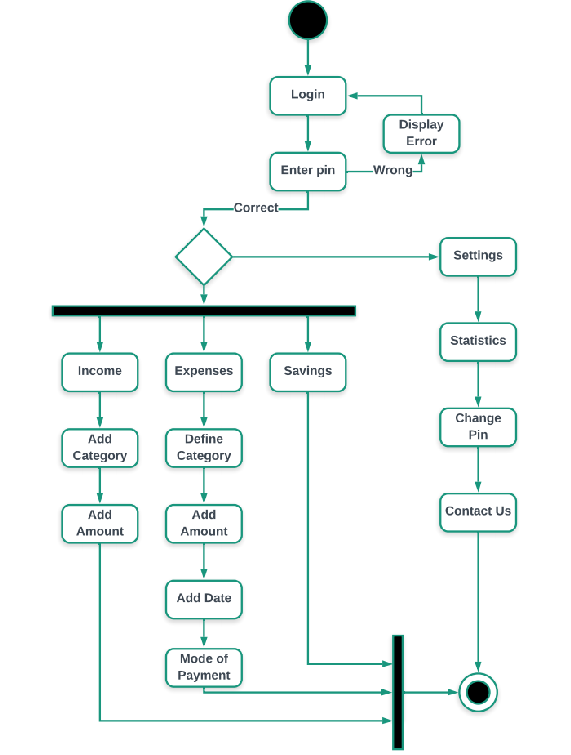 Login
Display
Error
Enter pin
Wrong
Correct
Settings
Statistics
Income
Expenses
Savings
Change
Pin
Add
Category
Define
Category
Add
Amount
Add
Amount
Contact Us
Add Date
Mode of
Payment